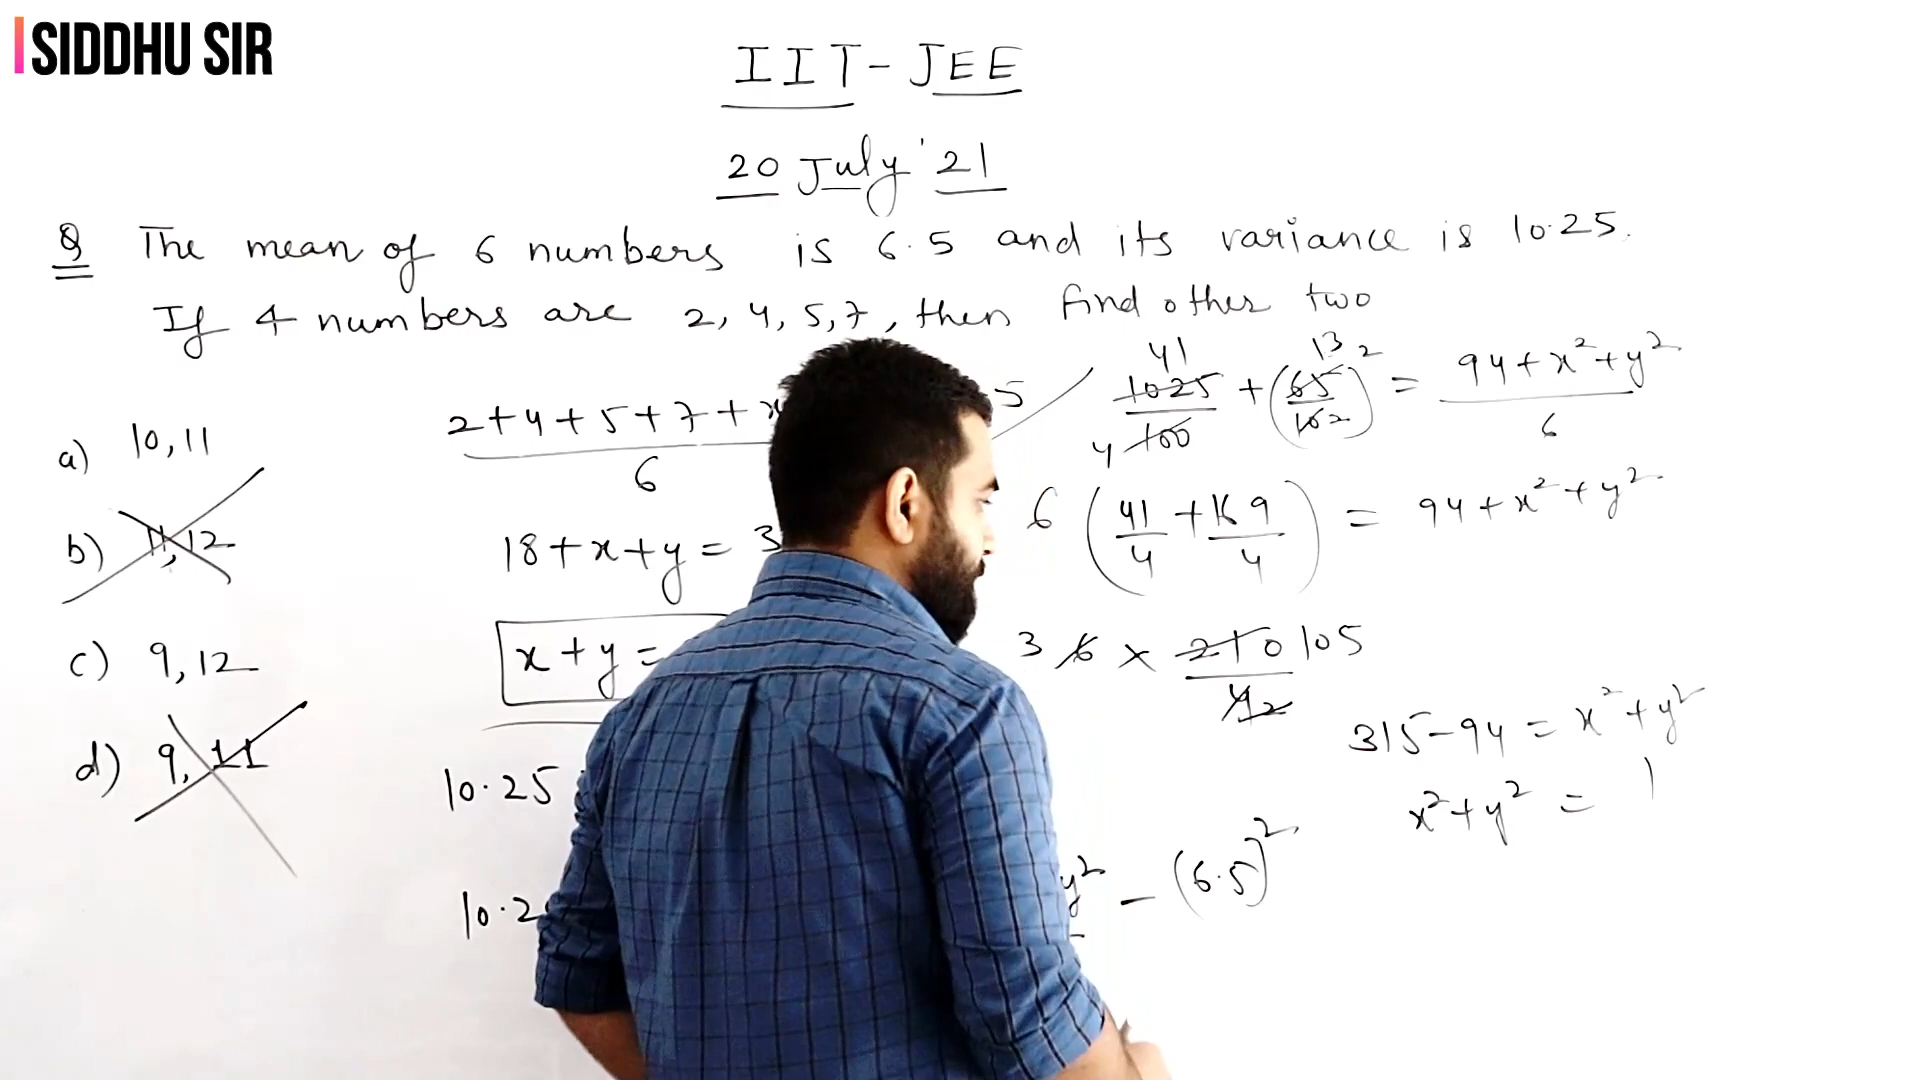 SIDDHU SIR
IIT-JEE
20 July '21
Q The mean of 6 numbers is 6.5 and its variance is 10.25.
If 4 numbers are 2, 4, 5, 7, then find other two
a) 10, 11
b) 11, 12
c) 9, 12
d) 9, 11
2+4+5+7+x
6
5
18+x+y = 3
x+y =
10.25
10.2
y² - (6.5)²
41 13
1025/100 + (65/10)² = 94+x²+y²/6
4 2
6 (41/4 + 169/4) = 94+x²+y²
3 6 × 210 105
4 2
315-94 = x²+y²
x²+y² =